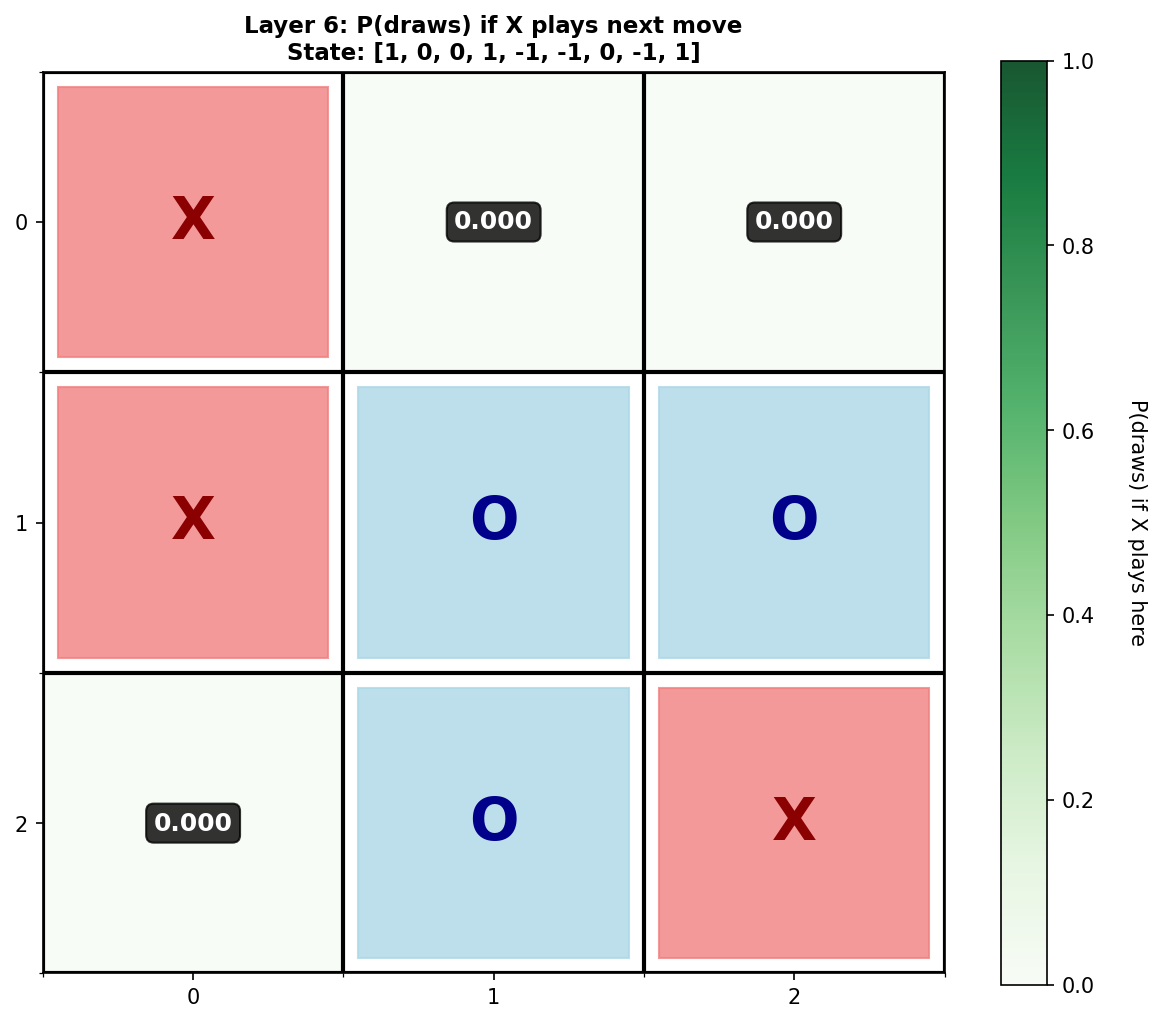 Layer 6: P(draws) if X plays next move
State: [1, 0, 0, 1, -1, -1, 0, -1, 1]
0
X
0.000
0.000
1
X
O
O
2
0.000
O
X
0
1
2
1.0
0.8
0.6
0.4
0.2
0.0
P(draws) if X plays here